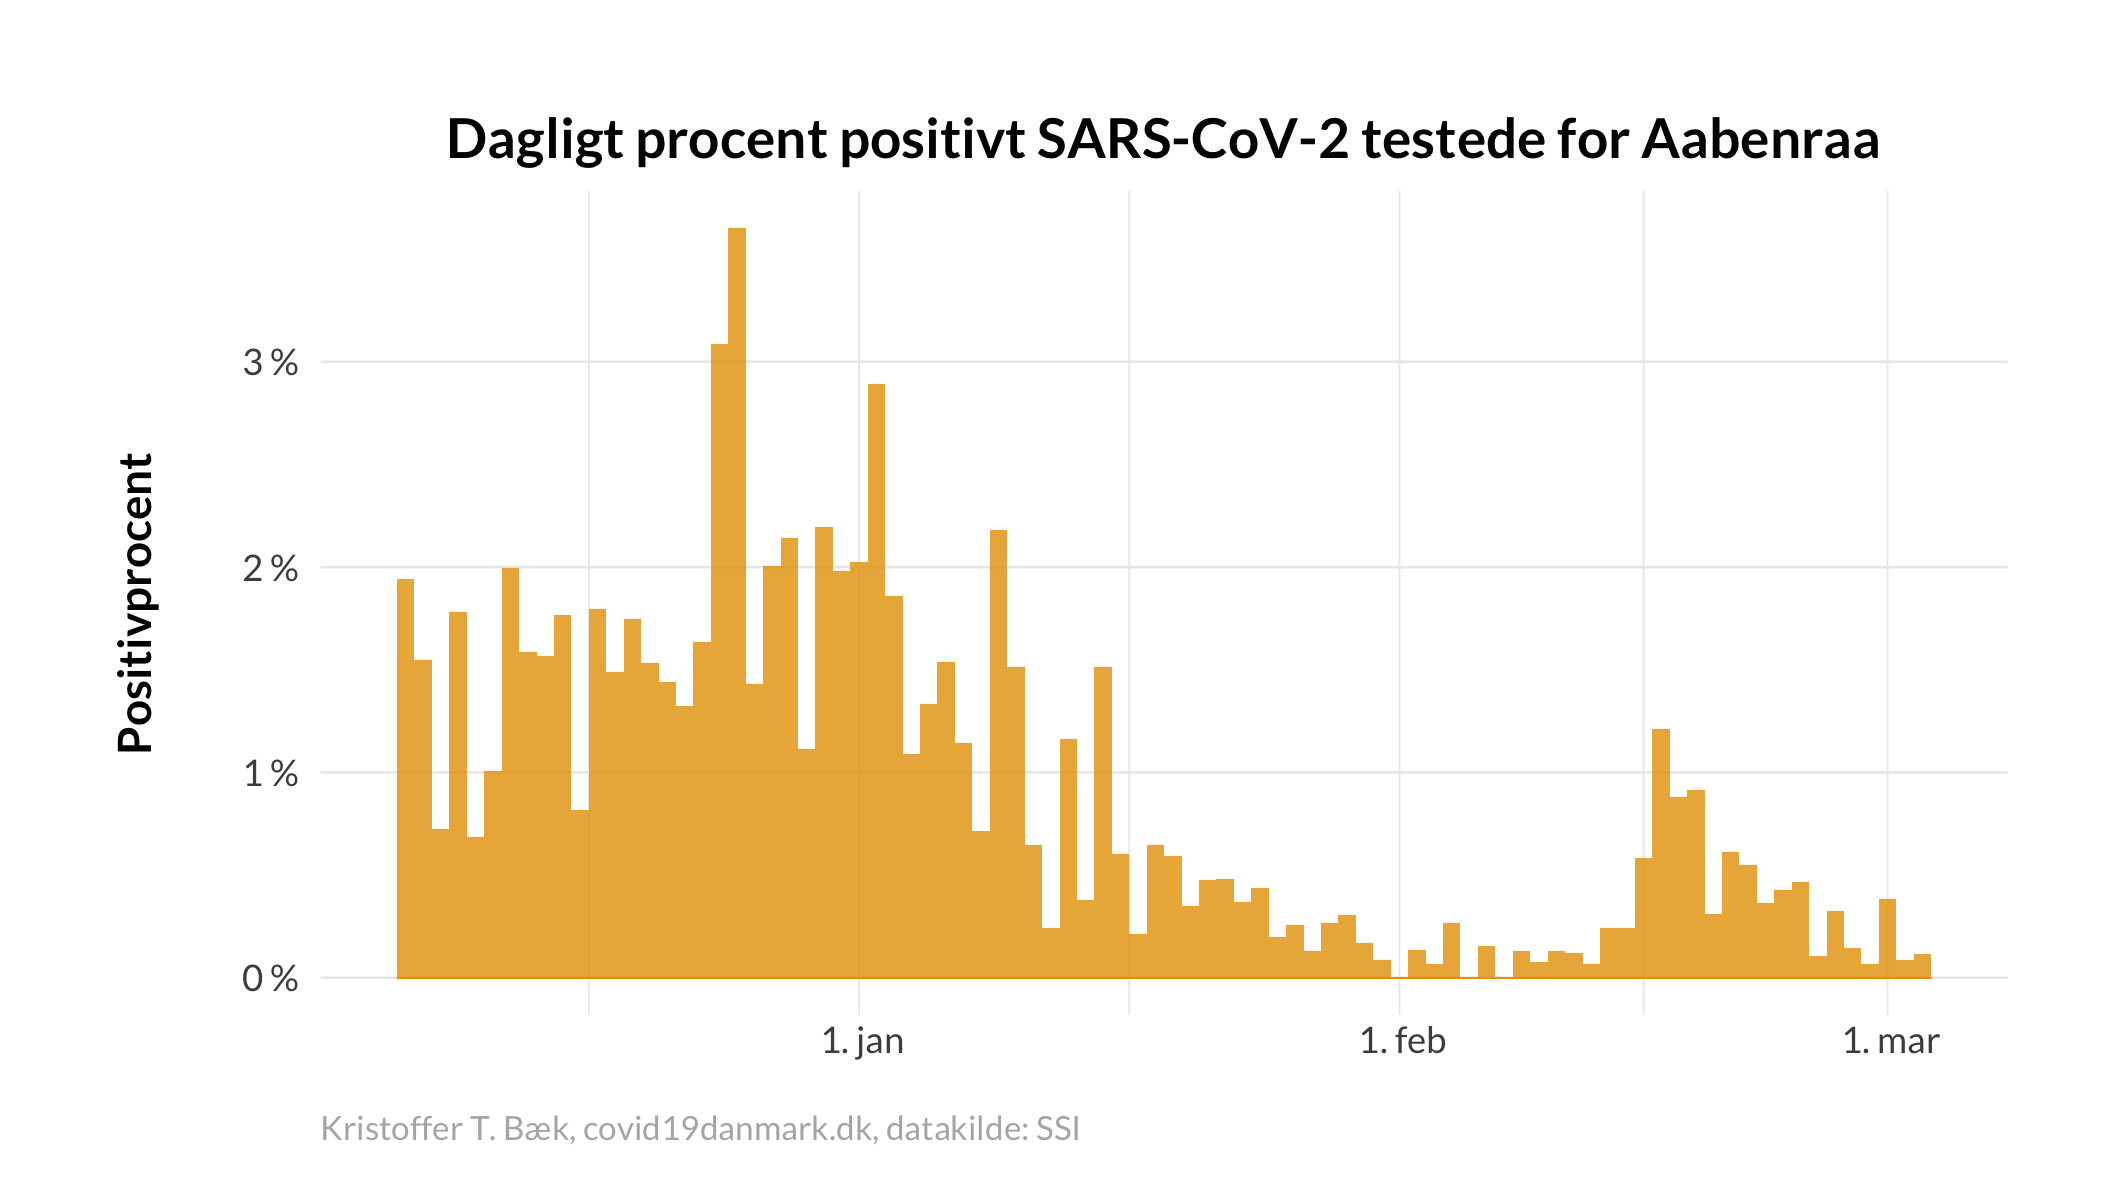 Dagligt procent positivt SARS-CoV-2 testede for Aabenraa
Positivprocent
3 %
2 %
1 %
0 %
1. jan
1. feb
1. mar
Kristoffer T. Bæk, covid19danmark.dk, datakilde: SSI